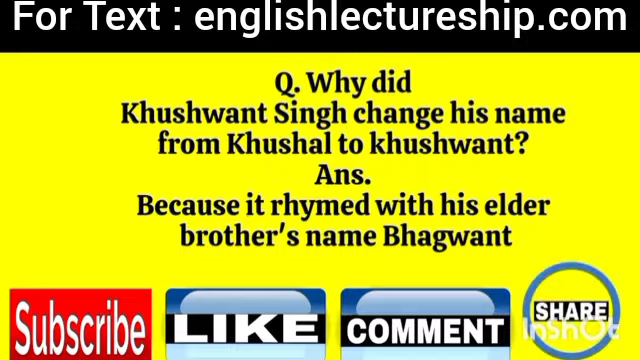 For Text : englishlectureship.com
Q. Why did
Khushwant Singh change his name
from Khushal to khushwant?
Ans.
Because it rhymed with his elder
brother's name Bhagwant
Subscribe
LIKE
COMMENT
SHARE
InShOt